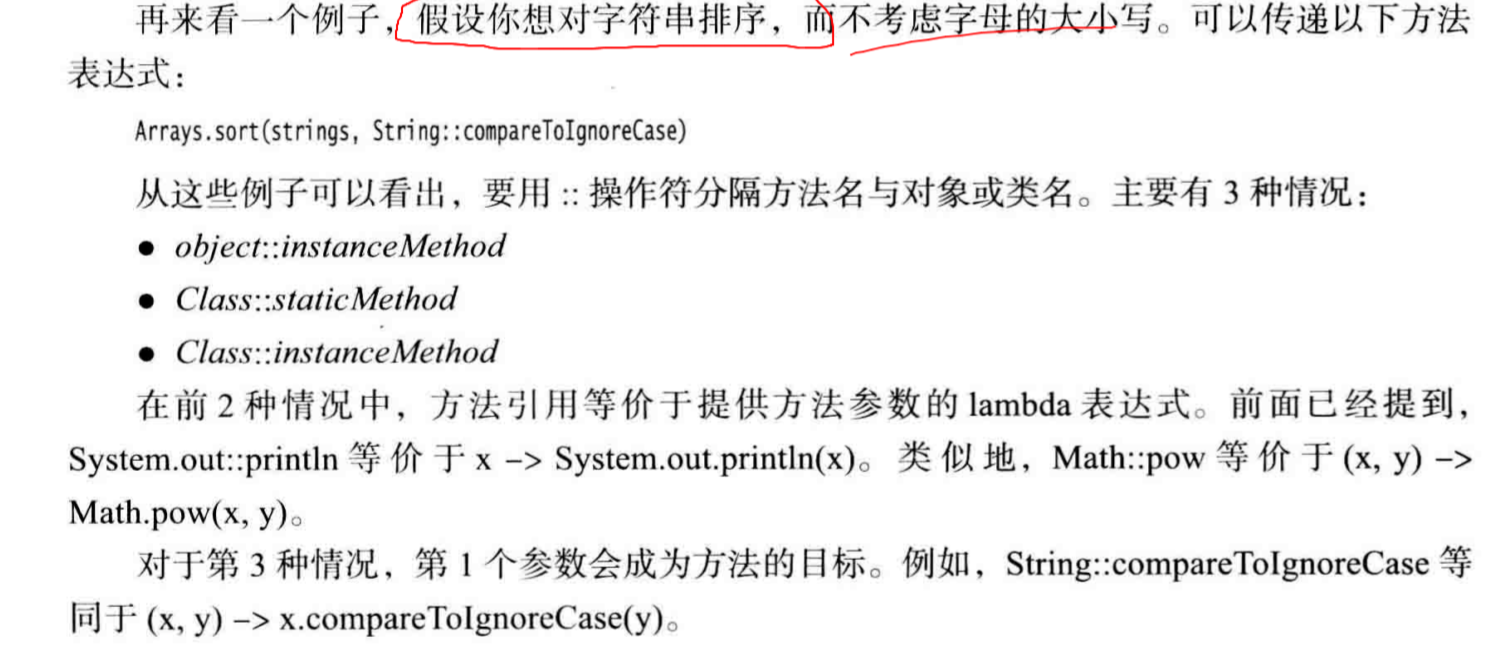 再来看一个例子，假设你想对字符串排序，而不考虑字母的大小写。可以传递以下方法
表达式：
Arrays.sort(strings, String::compareToIgnoreCase)
从这些例子可以看出，要用 :: 操作符分隔方法名与对象或类名。主要有 3 种情况：
● object::instanceMethod
● Class::staticMethod
● Class::instanceMethod
在前 2 种情况中，方法引用等价于提供方法参数的 lambda 表达式。前面已经提到，
System.out::println 等价于 x –> System.out.println(x)。类似地，Math::pow 等价于 (x, y) –>
Math.pow(x, y)。
对于第 3 种情况，第 1 个参数会成为方法的目标。例如，String::compareToIgnoreCase 等
同于 (x, y) –> x.compareToIgnoreCase(y)。